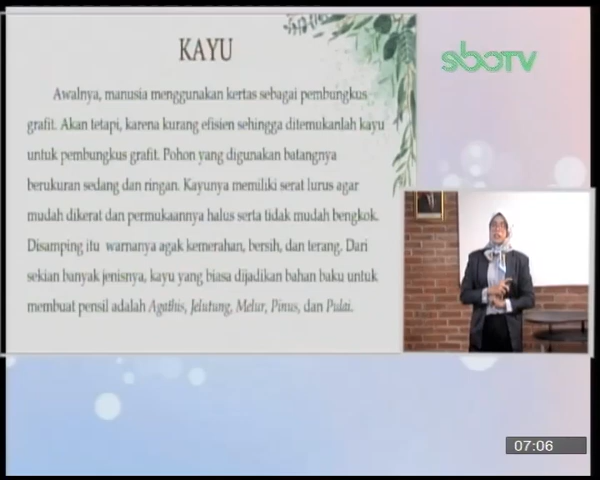 KAYU
sboTV
Awalnya, manusia menggunakan kertas sebagai pembungkus
grafit. Akan tetapi, karena kurang efisien sehingga ditemukanlah kayu
untuk pembungkus grafit. Pohon yang digunakan batangnya
berukuran sedang dan ringan. Kayunya memiliki serat lurus agar
mudah dikerat dan permukaannya halus serta tidak mudah bengkok.
Disamping itu warnanya agak kemerahan, bersih, dan terang. Dari
sekian banyak jenisnya, kayu yang biasa dijadikan bahan baku untuk
membuat pensil adalah Agathis, Jelutung, Melur, Pinus, dan Pulai.
07:06